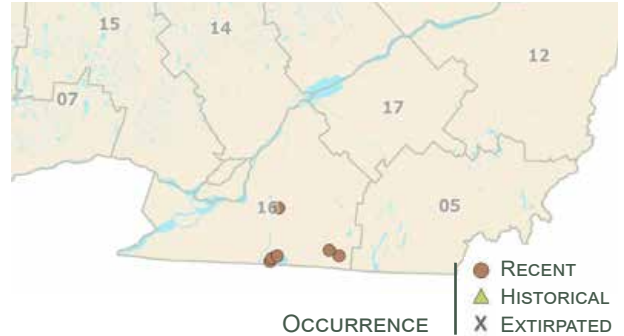 15
14
12
07
17
16
05
RECENT
HISTORICAL
OCCURRENCE
X EXTIRPATED